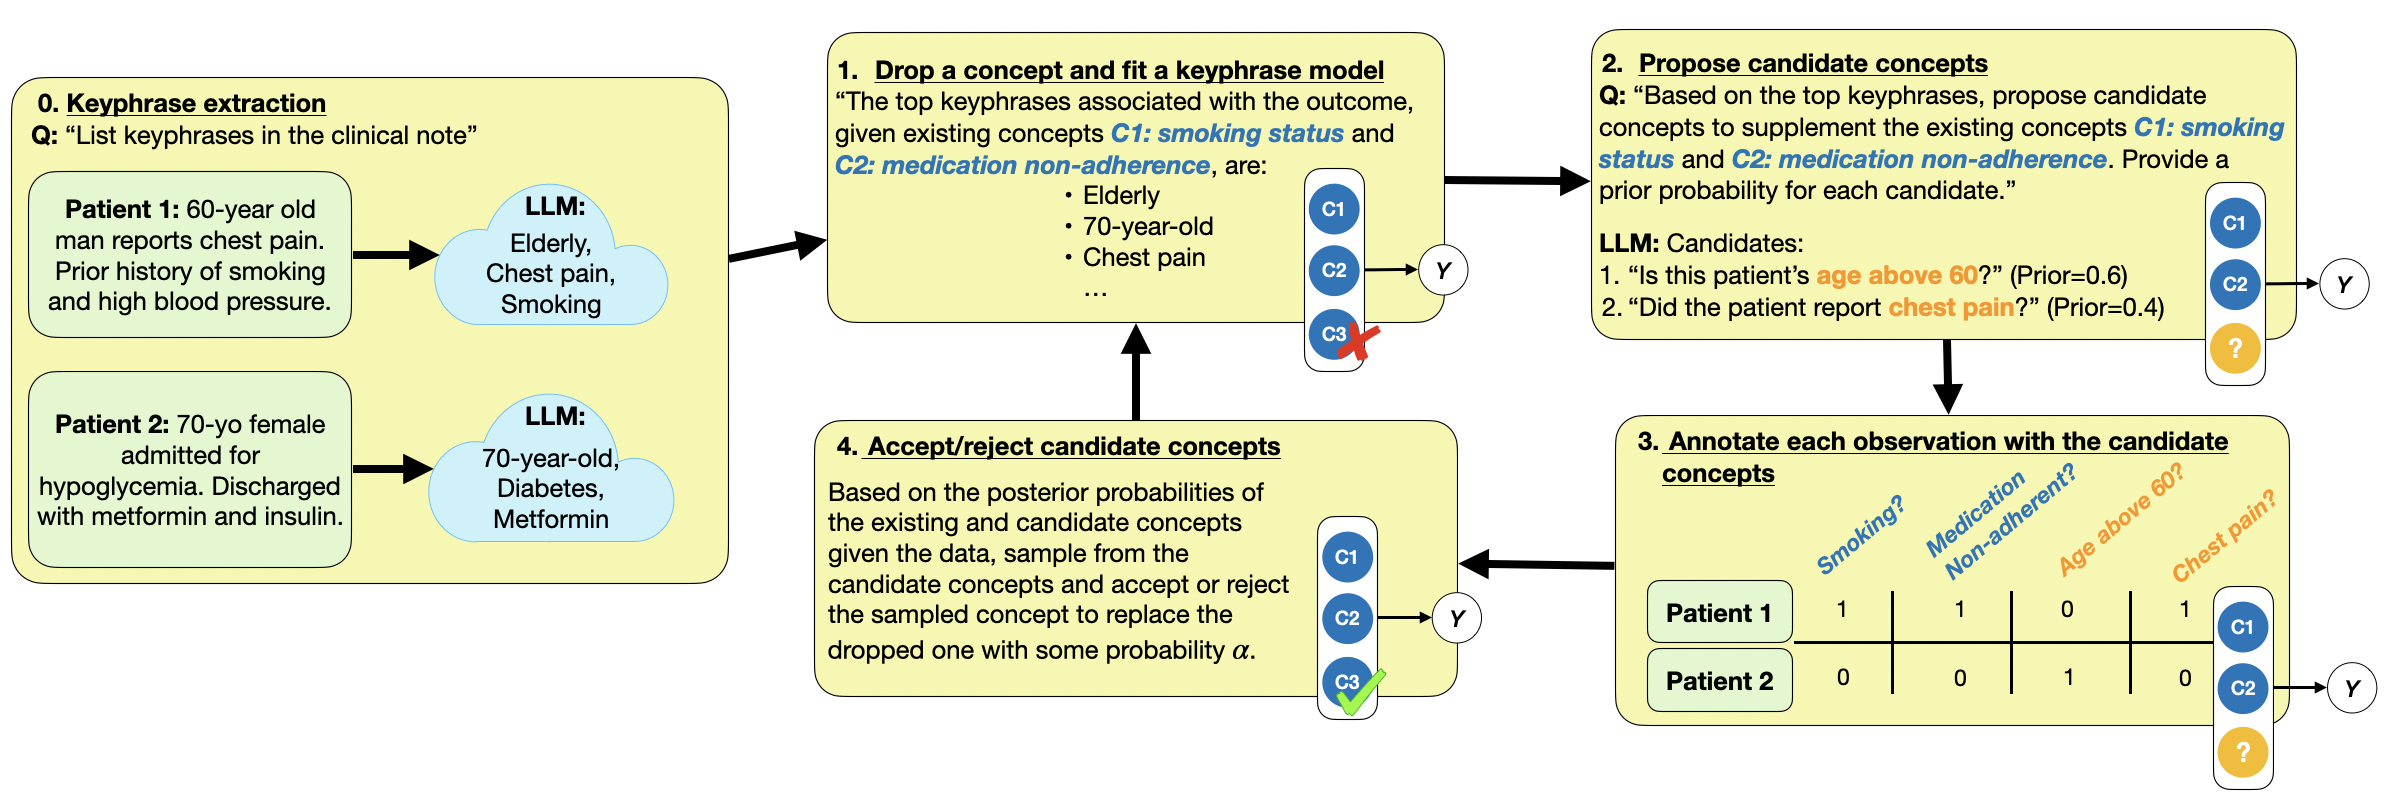 0. Keyphrase extraction
Q: “List keyphrases in the clinical note”
Patient 1: 60-year old
man reports chest pain.
Prior history of smoking
and high blood pressure.
LLM:
Elderly,
Chest pain,
Smoking
Patient 2: 70-yo female
admitted for
hypoglycemia. Discharged
with metformin and insulin.
LLM:
70-year-old,
Diabetes,
Metformin
1. Drop a concept and fit a keyphrase model
“The top keyphrases associated with the outcome,
given existing concepts C1: smoking status and
C2: medication non-adherence, are:
• Elderly
• 70-year-old
• Chest pain
...
C1
C2
C3
Y
2. Propose candidate concepts
Q: “Based on the top keyphrases, propose candidate
concepts to supplement the existing concepts C1: smoking
status and C2: medication non-adherence. Provide a
prior probability for each candidate.”
LLM: Candidates:
1. “Is this patient’s age above 60?” (Prior=0.6)
2. “Did the patient report chest pain?” (Prior=0.4)
C1
C2
?
Y
3. Annotate each observation with the candidate
concepts
Smoking?
Medication
Non-adherent?
Age above 60?
Chest pain?
Patient 1 1 1 0 1
Patient 2 0 0 1 0
C1
C2
?
Y
4. Accept/reject candidate concepts
Based on the posterior probabilities of
the existing and candidate concepts
given the data, sample from the
candidate concepts and accept or reject
the sampled concept to replace the
dropped one with some probability α.
C1
C2
C3
Y